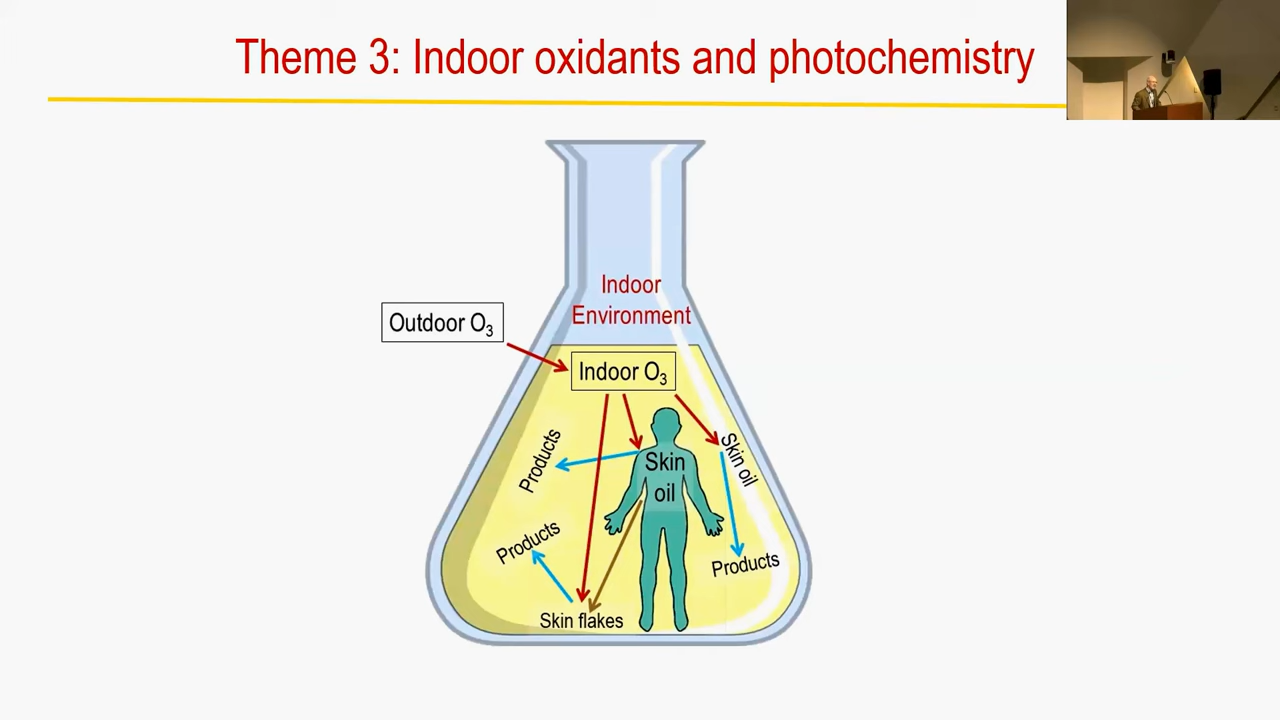 Theme 3: Indoor oxidants and photochemistry
Indoor
Environment
Outdoor O₃
Indoor O₃
Products
Skin
oil
Skin oil
Products
Products
Skin flakes